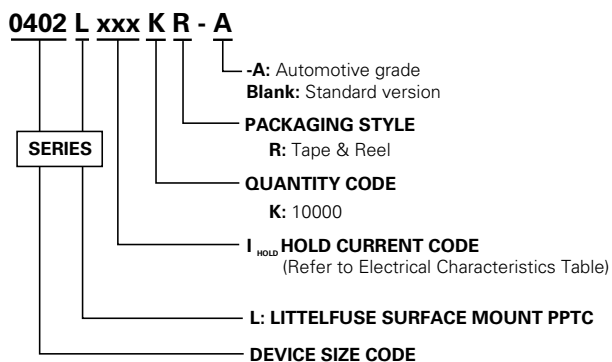 0402 L xxx K R - A
-A: Automotive grade
Blank: Standard version
PACKAGING STYLE
R: Tape & Reel
SERIES
QUANTITY CODE
K: 10000
I HOLD HOLD CURRENT CODE
(Refer to Electrical Characteristics Table)
L: LITTELFUSE SURFACE MOUNT PPTC
DEVICE SIZE CODE